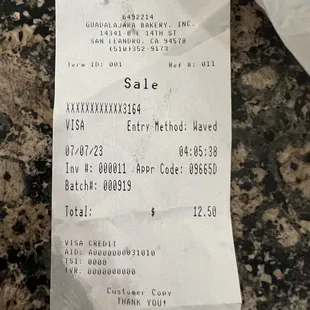 6492214
GUADALAJARA BAKERY, INC.
14341-B E 14TH ST
SAN LEANDRO, CA 94578
(510)352-9173
Term ID: 001 Ref #: 011
Sale
XXXXXXXXXXXX3164
VISA Entry Method: Waved
07/07/23 04:05:38
Inv #: 000011 Appr Code: 09665D
Batch#: 000919
Total: $ 12.50
VISA CREDIT
AID: A0000000031010
TSI: 0000
TVR: 0000000000
Customer Copy
THANK YOU!